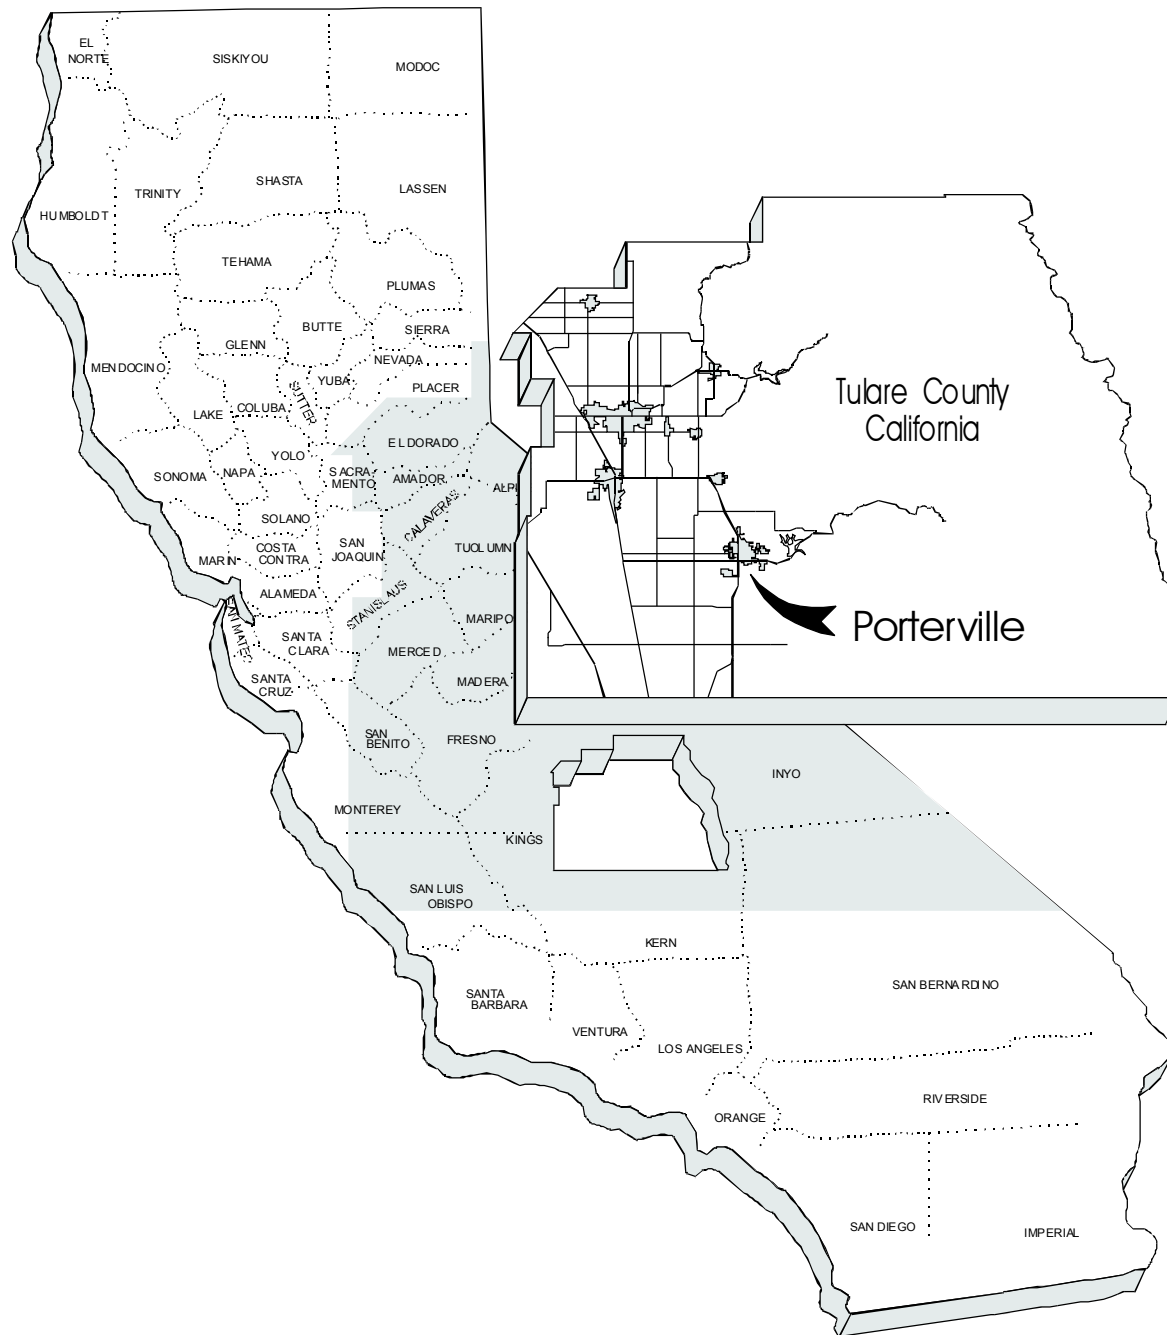 EL
NORTE
SISKIYOU
MODOC
SHASTA
TRINITY
LASSEN
HUMBOLDT
TEHAMA
PLUMAS
BUTTE
SIERRA
GLENN
NEVADA
MENDOCINO
YUBA
PLACER
SUTTER
COLUBA
LAKE
EL DORADO
YOLO
NAPA
SONOMA
SACRA
MENTO
AMADOR
ALPI
CALAVERAS
SOLANO
SAN
JOAQUIN
TUOLUMN
COSTA
CONTRA
MARIN
ALAMEDA
STANISLAUS
SAN MATEO
MARIPO
SANTA
CLARA
MERCED
SANTA
CRUZ
MADERA
SAN
BENITO
FRESNO
INYO
MONTEREY
KINGS
SAN LUIS
OBISPO
KERN
SAN BERNARDINO
SANTA
BARBARA
VENTURA
LOS ANGELES
RIVERSIDE
ORANGE
SAN DIEGO
IMPERIAL
Tulare County
California
Porterville